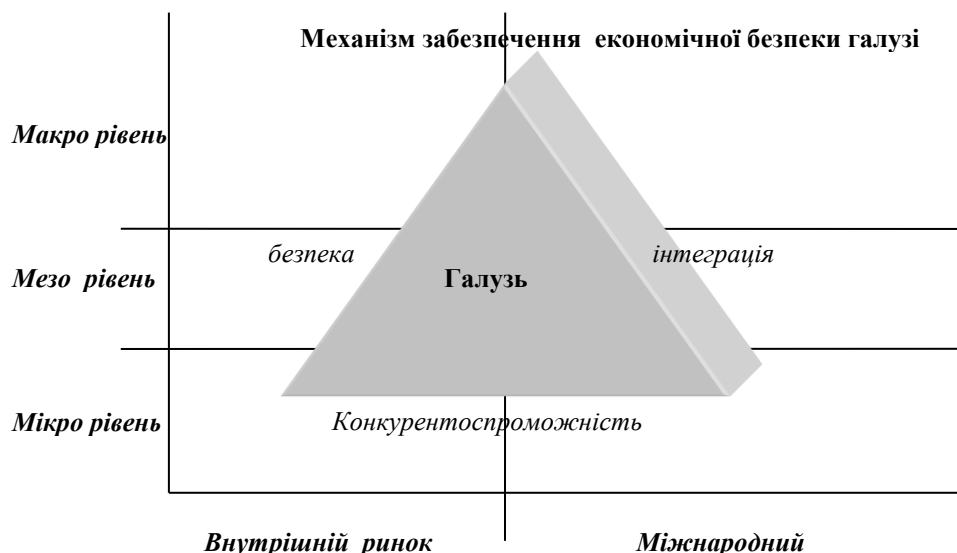 Механізм забезпечення економічної безпеки галузі
Макро рівень
безпека
інтеграція
Мезо рівень
Галузь
Мікро рівень
Конкурентоспроможність
Внутрішній ринок
Міжнародний